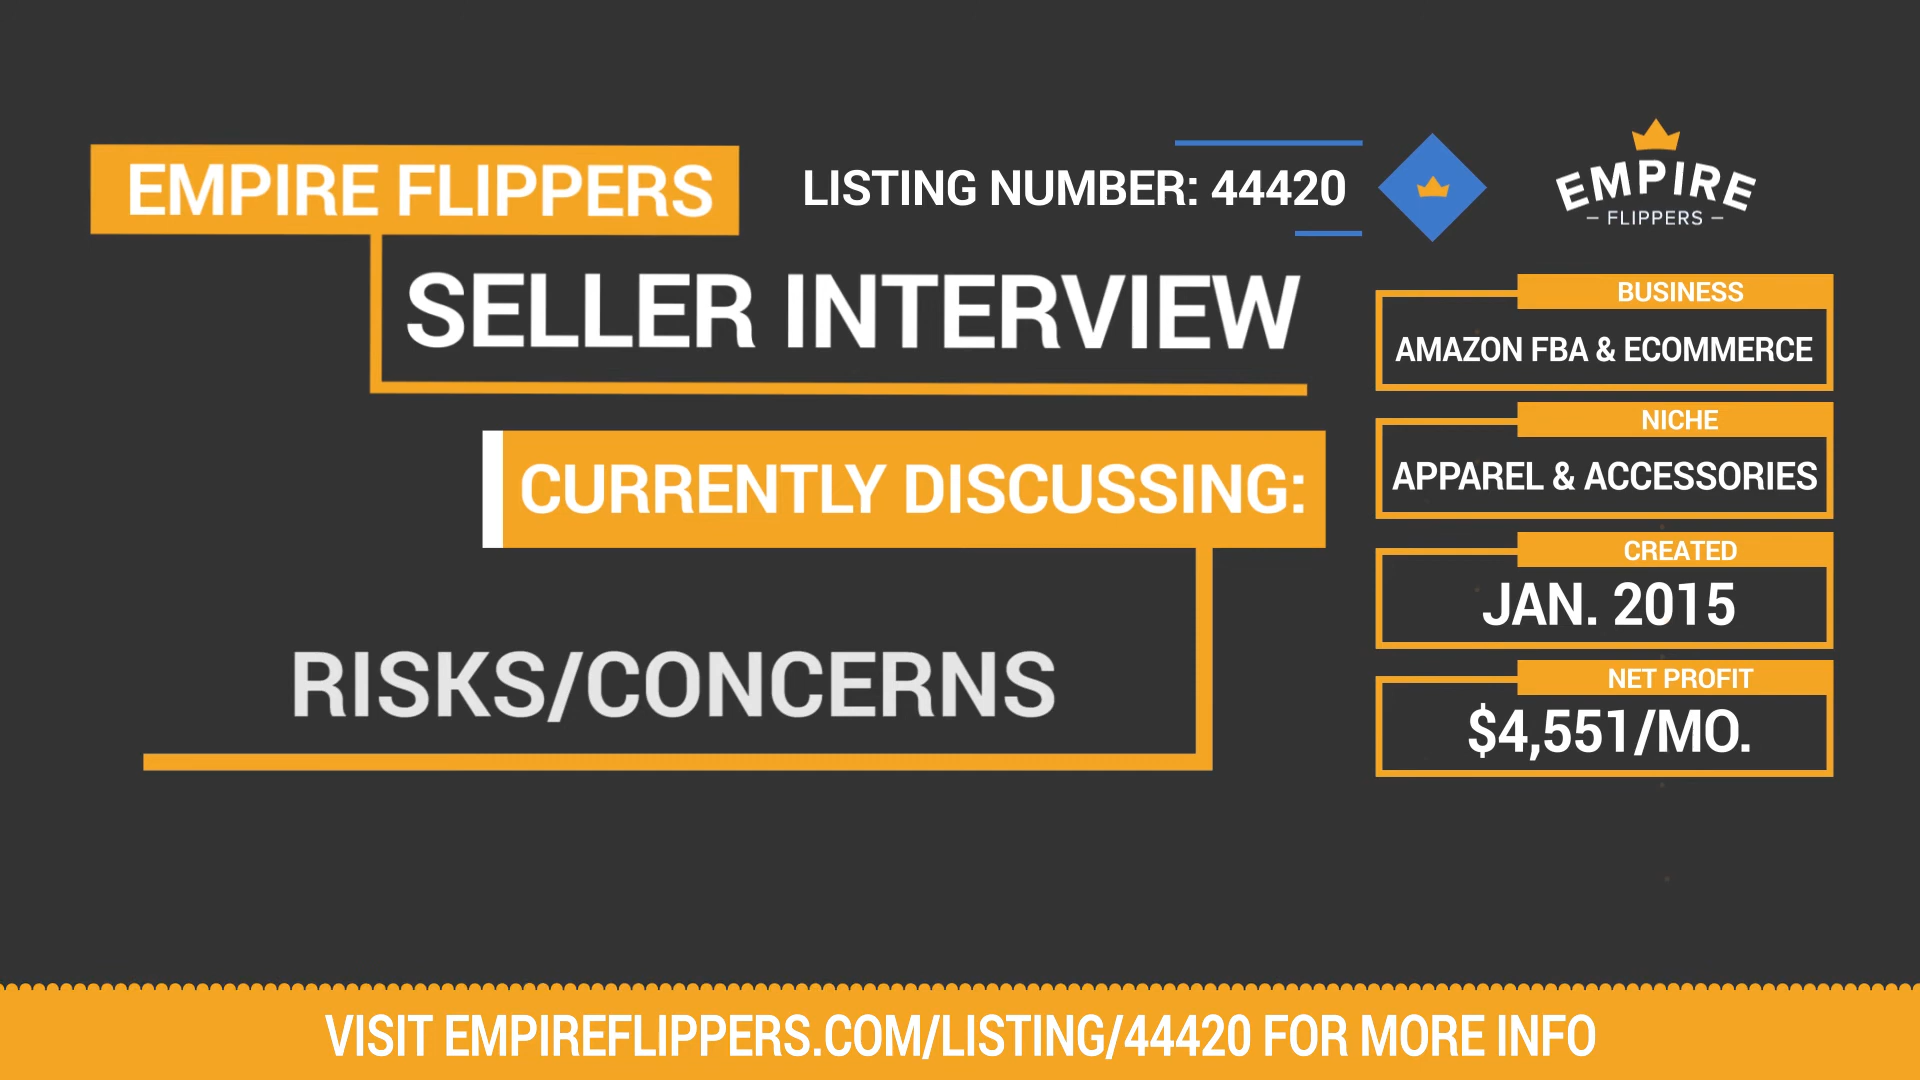 EMPIRE FLIPPERS
LISTING NUMBER: 44420
EMPIRE
FLIPPERS
SELLER INTERVIEW
CURRENTLY DISCUSSING:
RISKS/CONCERNS
BUSINESS
AMAZON FBA & ECOMMERCE
NICHE
APPAREL & ACCESSORIES
CREATED
JAN. 2015
NET PROFIT
$4,551/MO.
VISIT EMPIREFLIPPERS.COM/LISTING/44420 FOR MORE INFO